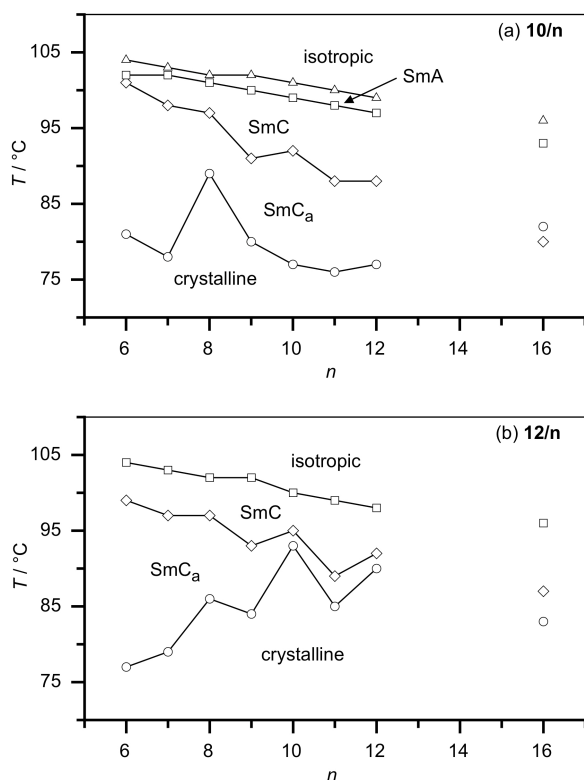 (a) 10/n
105
isotropic
SmA
95
SmC
T / °C
85
SmCa
75
crystalline
6 8 10 12 14 16
n
(b) 12/n
105
isotropic
95
SmC
T / °C
SmCa
85
crystalline
75
6 8 10 12 14 16
n